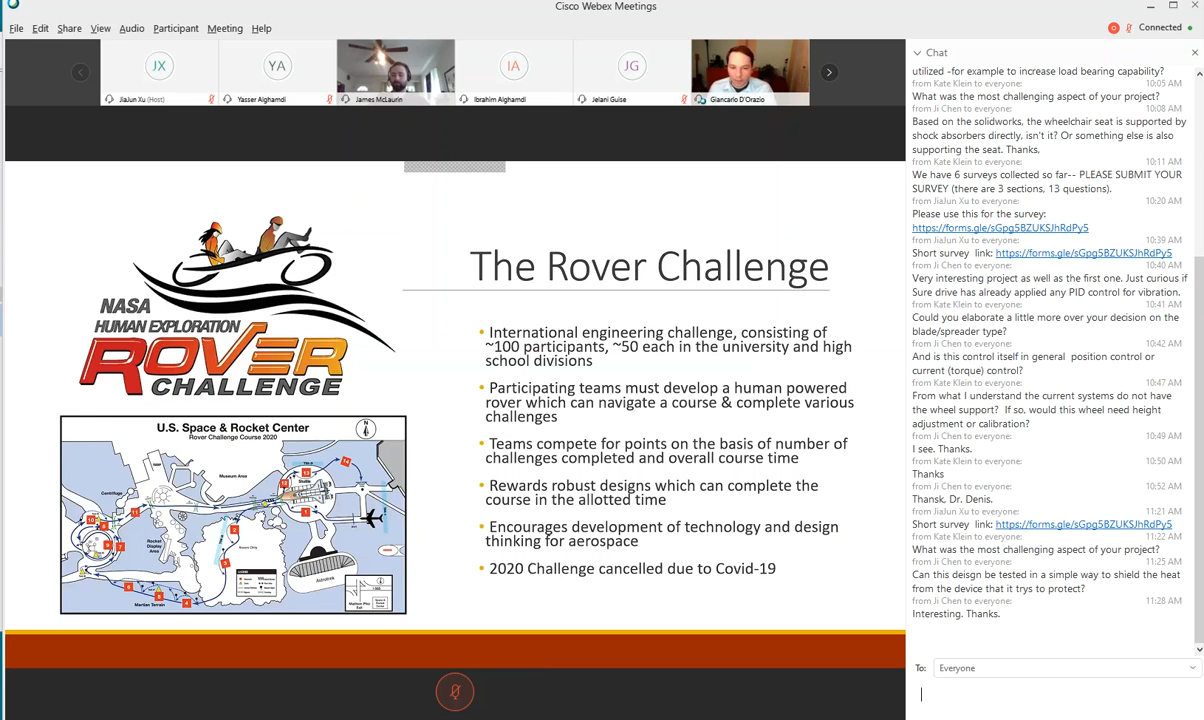 Cisco Webex Meetings
File Edit Share View Audio Participant Meeting Help
Connected
JX
YA
IA
JG
JiaJun Xu (Host)
Yasser Alghamdi
James McLaurin
Ibrahim Alghamdi
Jelani Guise
Giancarlo D'Orazio
NASA
HUMAN EXPLORATION
ROVER
CHALLENGE
U.S. Space & Rocket Center
Rover Challenge Course 2020
N
Museum Area
Centrifuge
Shuttle
Rocket
Display
Area
Martian Terrain
14
13
12
11
10
1
2
3
The Rover Challenge
• International engineering challenge, consisting of
~100 participants, ~50 each in the university and high
school divisions
• Participating teams must develop a human powered
rover which can navigate a course & complete various
challenges
• Teams compete for points on the basis of number of
challenges completed and overall course time
• Rewards robust designs which can complete the
course in the allotted time
• Encourages development of technology and design
thinking for aerospace
• 2020 Challenge cancelled due to Covid-19
Chat
utilized -for example to increase load bearing capability?
from Kate Klein to everyone: 10:05 AM
What was the most challenging aspect of your project?
from Ji Chen to everyone: 10:08 AM
Based on the solidworks, the wheelchair seat is supported by
shock absorbers directly, isn't it? Or something else is also
supporting the seat. Thanks,
from Kate Klein to everyone: 10:11 AM
We have 6 surveys collected so far-- PLEASE SUBMIT YOUR
SURVEY (there are 3 sections, 13 questions).
from JiaJun Xu to everyone: 10:20 AM
Please use this for the survey:
https://forms.gle/sGpg5BZUKSJhRdPy5
from JiaJun Xu to everyone: 10:39 AM
Short survey link: https://forms.gle/sGpg5BZUKSJhRdPy5
from Ji Chen to everyone: 10:40 AM
Very interesting project as well as the first one. Just curious if
Sure drive has already applied any PID control for vibration.
from Kate Klein to everyone: 10:41 AM
Could you elaborate a little more over your decision on the
blade/spreader type?
from Ji Chen to everyone: 10:42 AM
And is this control itself in general position control or
current (torque) control?
from Kate Klein to everyone: 10:47 AM
From what I understand the current systems do not have
the wheel support? If so, would this wheel need height
adjustment or calibration?
from Ji Chen to everyone: 10:49 AM
I see. Thanks.
from Kate Klein to everyone: 10:50 AM
Thanks
from Ji Chen to everyone: 10:52 AM
Thansk, Dr. Denis.
from JiaJun Xu to everyone: 11:21 AM
Short survey link: https://forms.gle/sGpg5BZUKSJhRdPy5
from Kate Klein to everyone: 11:22 AM
What was the most challenging aspect of your project?
from Ji Chen to everyone: 11:25 AM
Can this deisgn be tested in a simple way to shield the heat
from the device that it trys to protect?
from Ji Chen to everyone: 11:28 AM
Interesting. Thanks.
To: Everyone